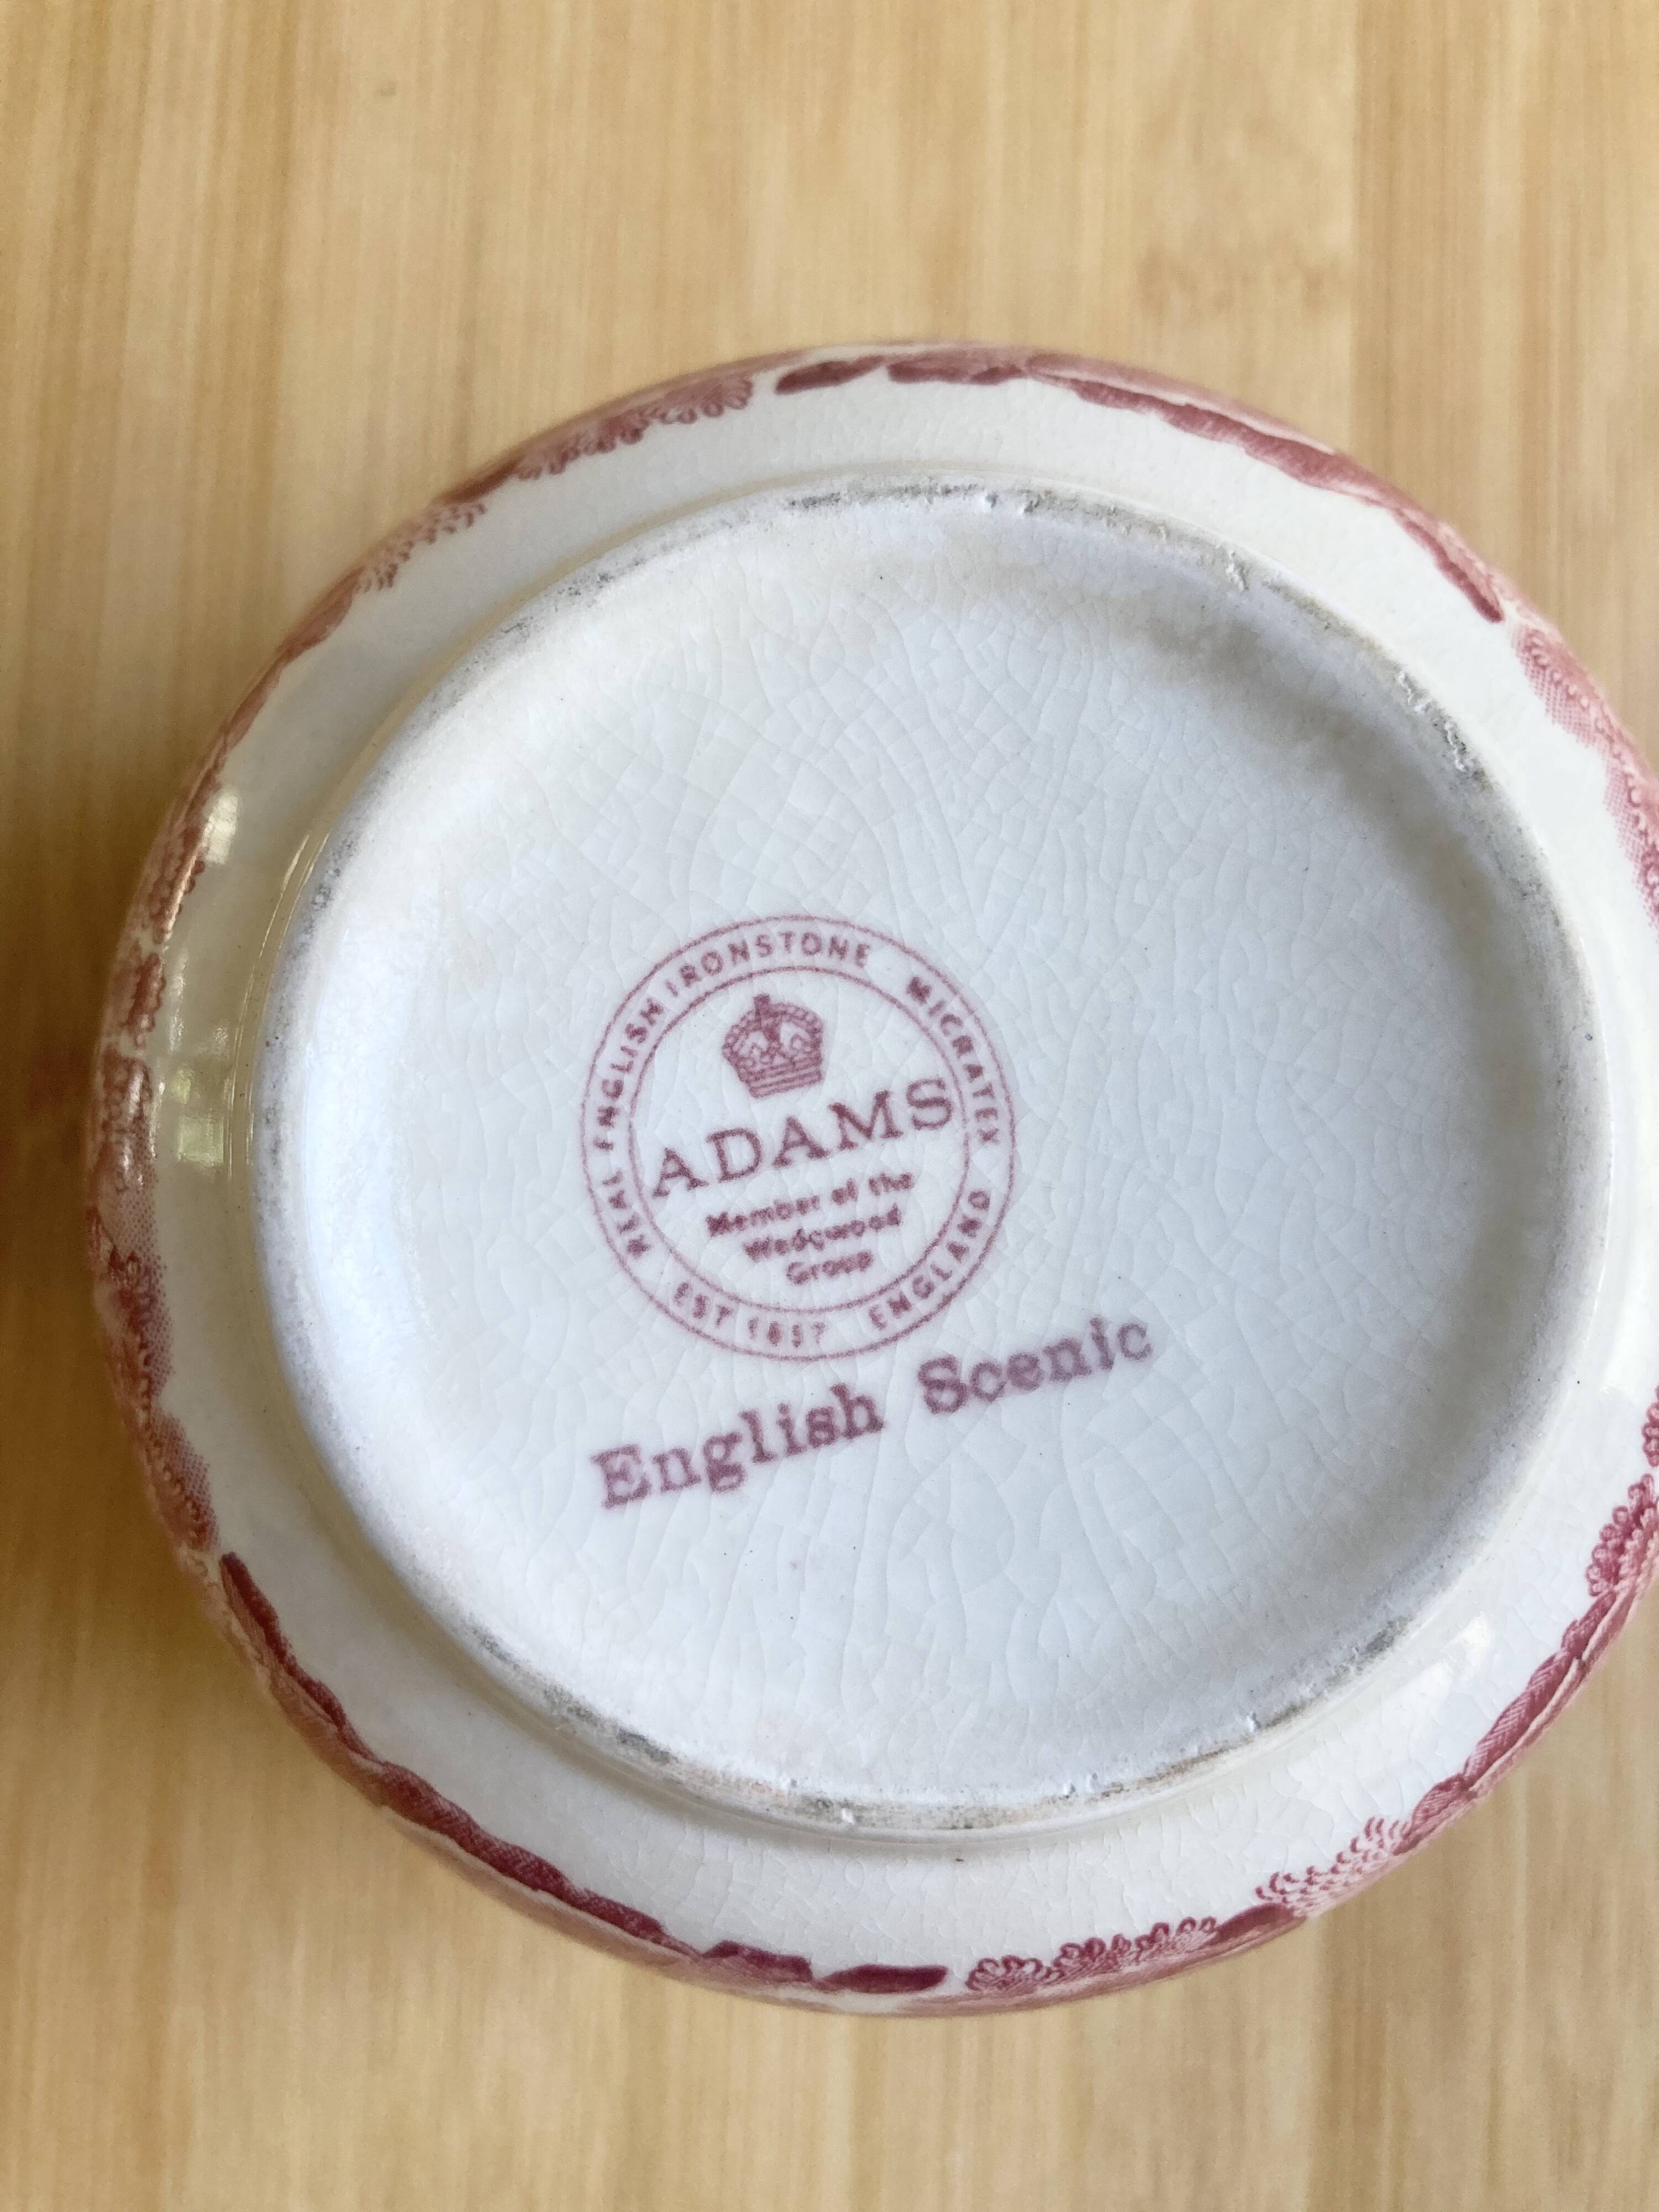 REAL ENGLISH IRONSTONE MICRATEX
ADAMS
Member of the
Wedgwood
Group
EST 1657 ENGLAND
English Scenic